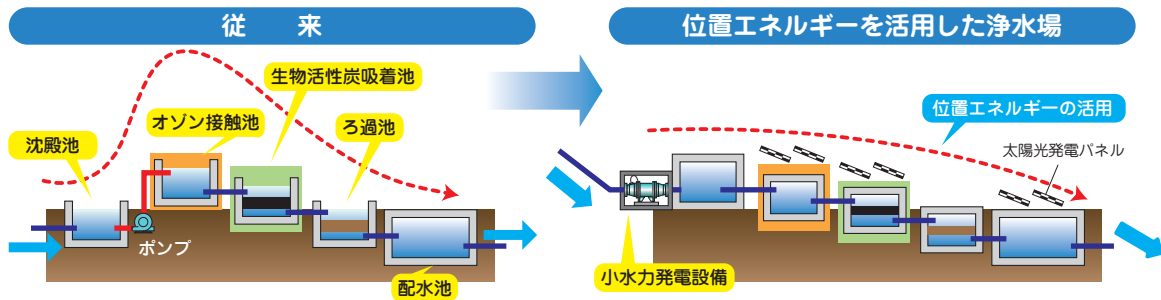 従　来
生物活性炭吸着池
オゾン接触池
ろ過池
沈殿池
ポンプ
配水池
位置エネルギーを活用した浄水場
位置エネルギーの活用
太陽光発電パネル
小水力発電設備